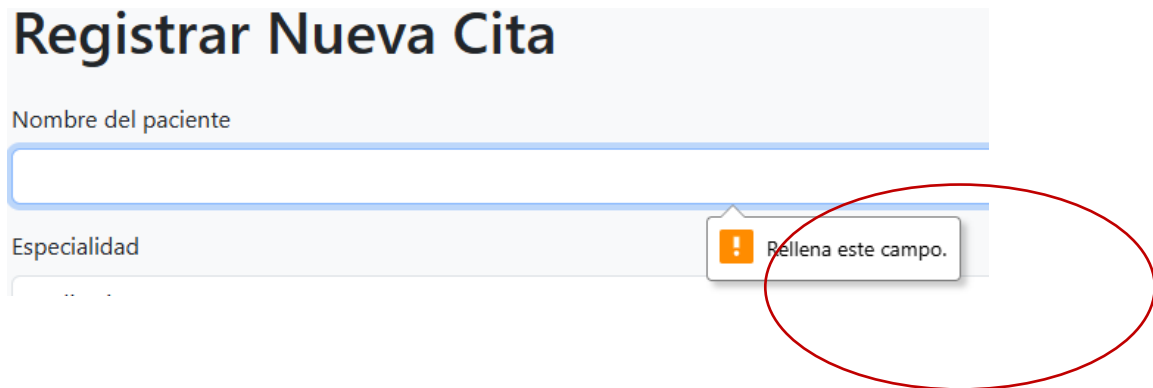 Registrar Nueva Cita
Nombre del paciente
Rellena este campo.
Especialidad